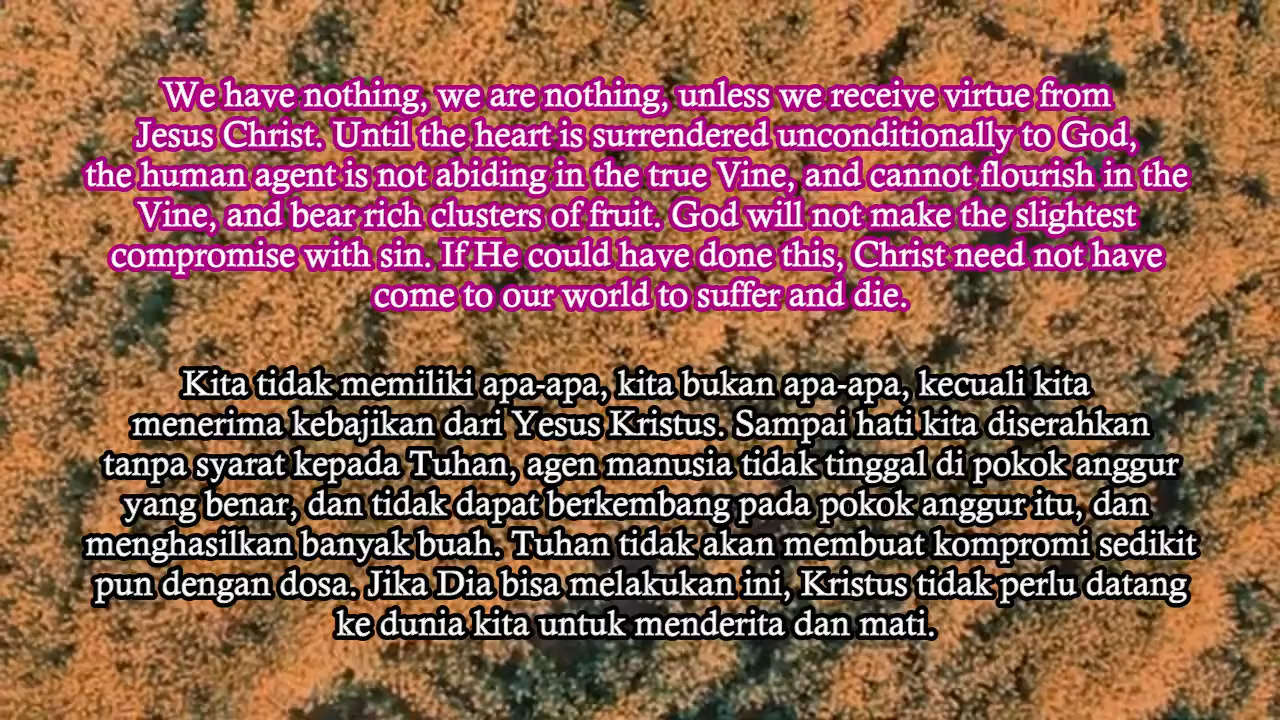 We have nothing, we are nothing, unless we receive virtue from
Jesus Christ. Until the heart is surrendered unconditionally to God,
the human agent is not abiding in the true Vine, and cannot flourish in the
Vine, and bear rich clusters of fruit. God will not make the slightest
compromise with sin. If He could have done this, Christ need not have
come to our world to suffer and die.
Kita tidak memiliki apa-apa, kita bukan apa-apa, kecuali kita
menerima kebajikan dari Yesus Kristus. Sampai hati kita diserahkan
tanpa syarat kepada Tuhan, agen manusia tidak tinggal di pokok anggur
yang benar, dan tidak dapat berkembang pada pokok anggur itu, dan
menghasilkan banyak buah. Tuhan tidak akan membuat kompromi sedikit
pun dengan dosa. Jika Dia bisa melakukan ini, Kristus tidak perlu datang
ke dunia kita untuk menderita dan mati.